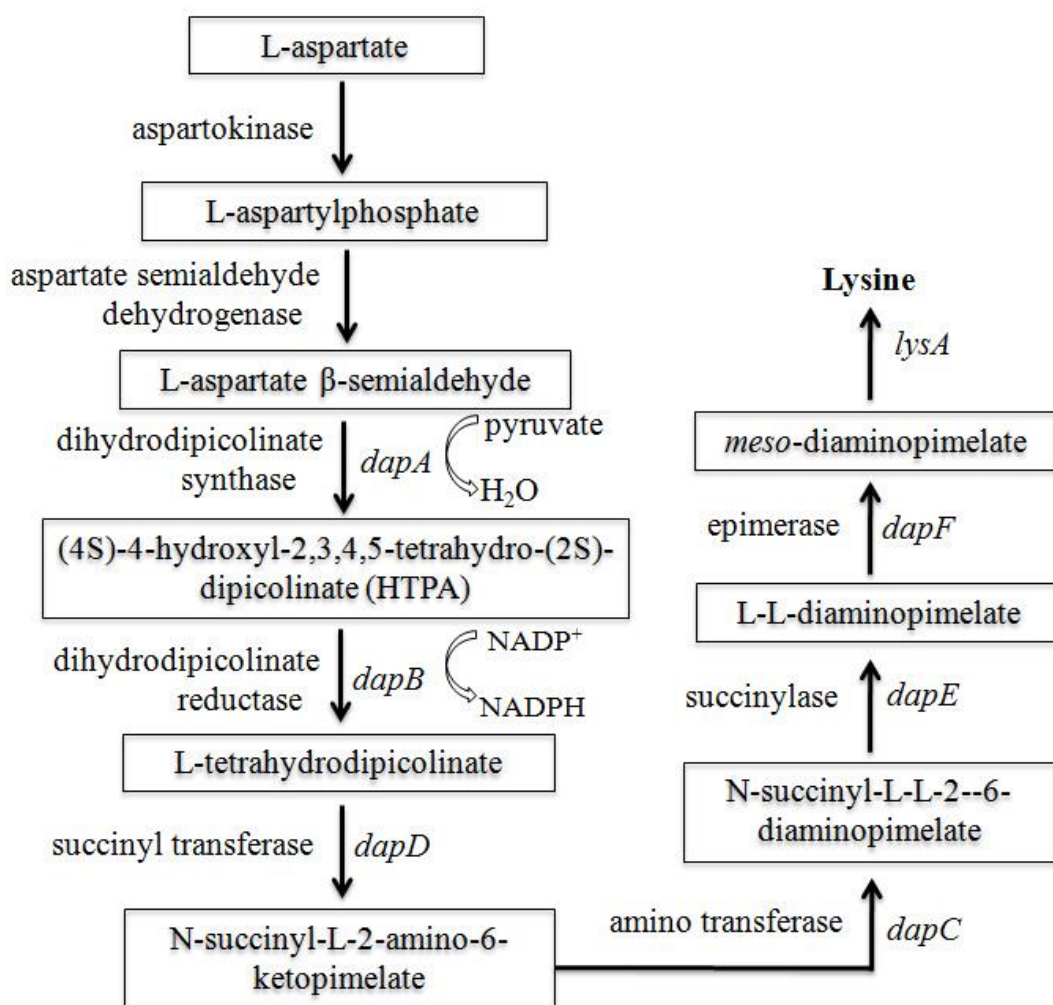 L-aspartate
aspartokinase
L-aspartylphosphate
aspartate semialdehyde
dehydrogenase
L-aspartate β-semialdehyde
dihydrodipicolinate
synthase
dapA
pyruvate
H₂O
(4S)-4-hydroxyl-2,3,4,5-tetrahydro-(2S)-
dipicolinate (HTPA)
dihydrodipicolinate
reductase
dapB
NADP⁺
NADPH
L-tetrahydrodipicolinate
succinyl transferase
dapD
N-succinyl-L-2-amino-6-
ketopimelate
amino transferase
dapC
N-succinyl-L-L-2--6-
diaminopimelate
succinylase
dapE
L-L-diaminopimelate
epimerase
dapF
meso-diaminopimelate
lysA
Lysine